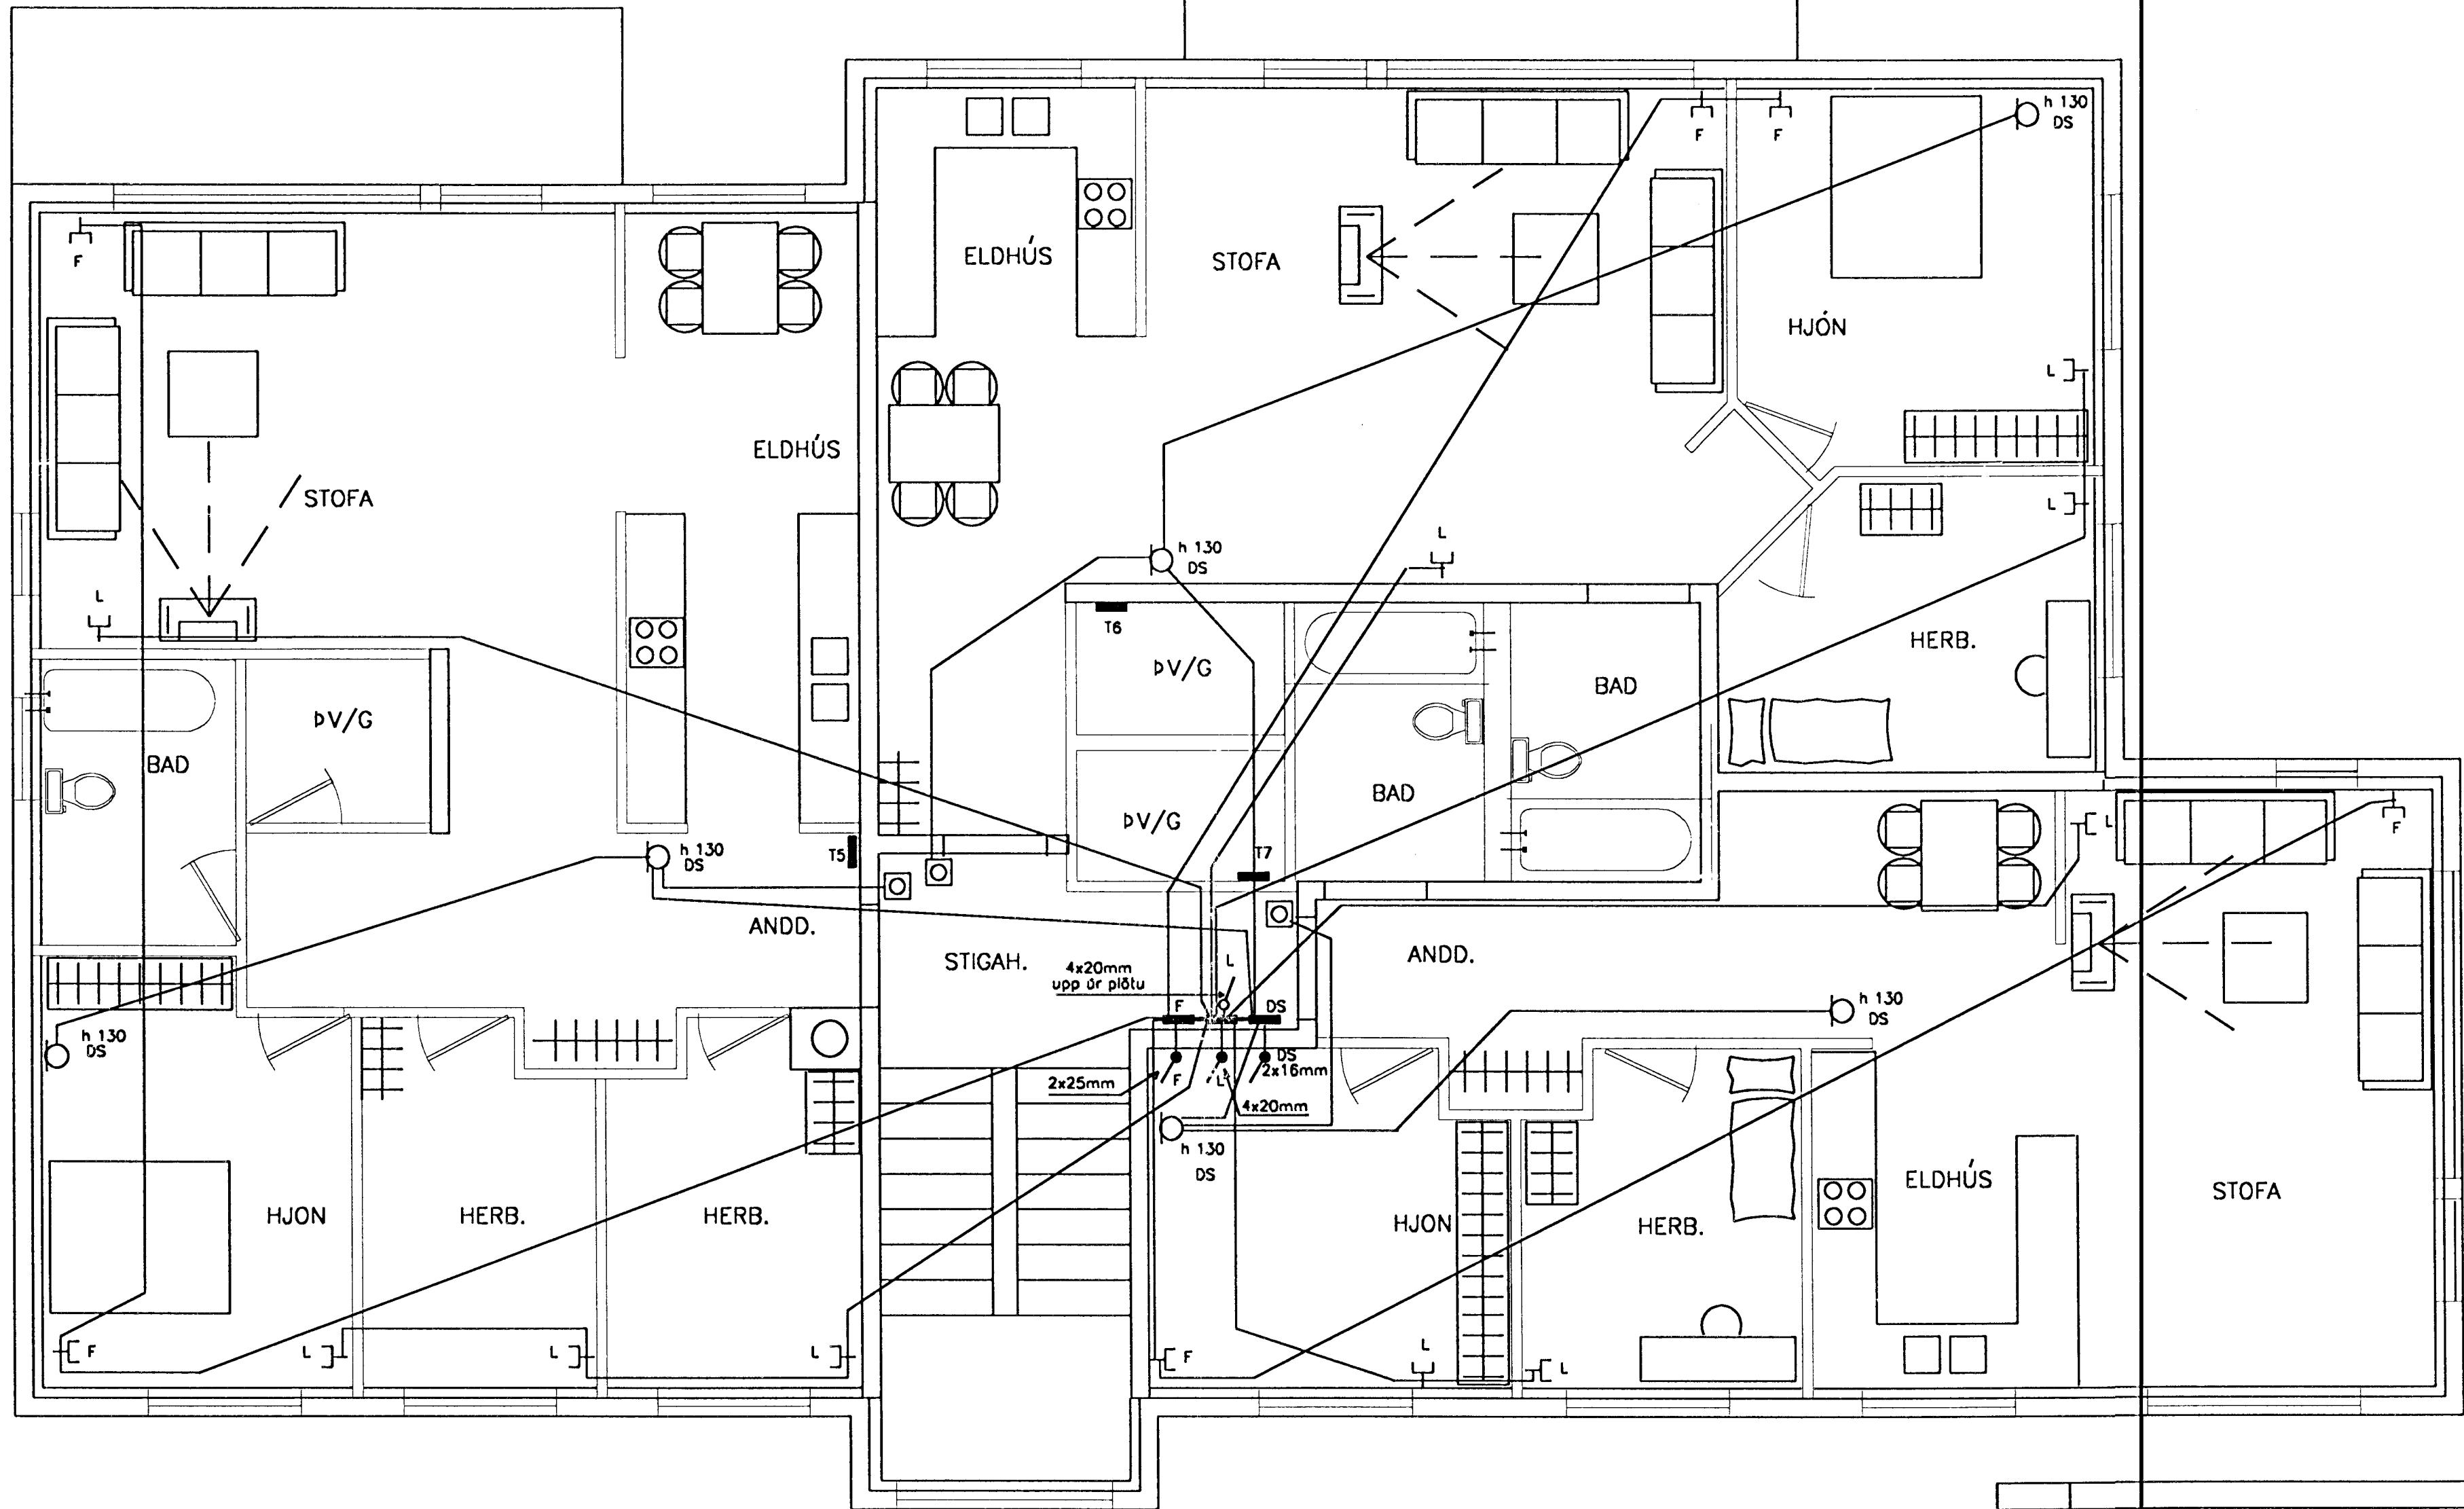 h 130
DS
F
F
F
ELDHÚS
STOFA
HJÓN
L
ELDHÚS
STOFA
L
h 130
DS
L
L
T6
ÞV/G
HERB.
BAD
ÞV/G
BAD
BAD
ÞV/G
T5
h 130
DS
T7
L
F
ANDD.
STIGAH.
4x20mm
upp úr plötu
L
ANDD.
F
DS
h 130
DS
h 130
DS
2x25mm
F
L
DS
2x16mm
4x20mm
h 130
DS
HJON
HERB.
HERB.
HJON
HERB.
ELDHÚS
STOFA
F
L
L
L
F
L
L